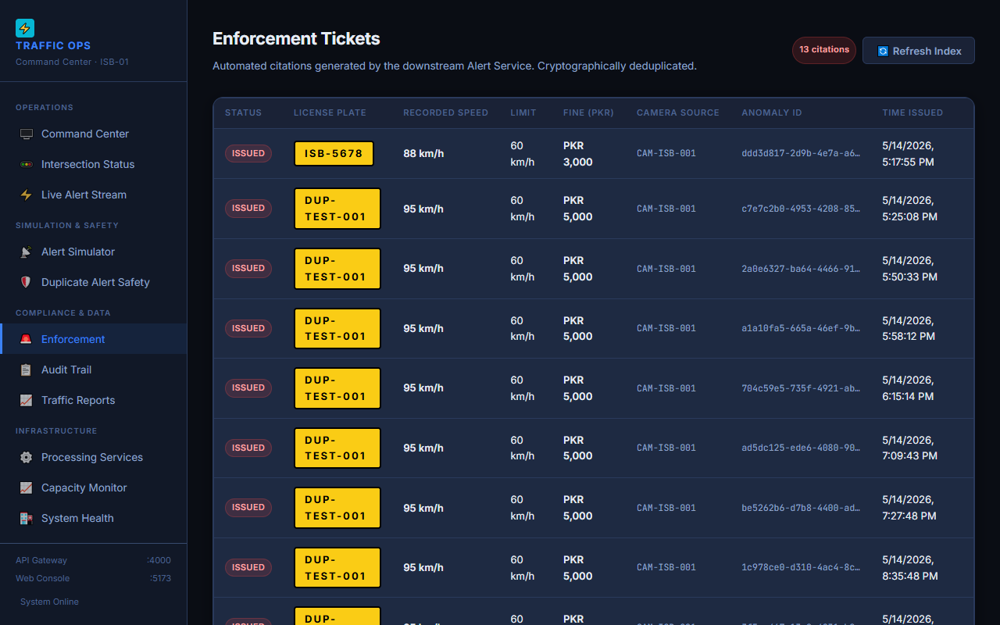 TRAFFIC OPS
Command Center · ISB-01
OPERATIONS
Command Center
Intersection Status
Live Alert Stream
SIMULATION & SAFETY
Alert Simulator
Duplicate Alert Safety
COMPLIANCE & DATA
Enforcement
Audit Trail
Traffic Reports
INFRASTRUCTURE
Processing Services
Capacity Monitor
System Health
API Gateway :4000
Web Console :5173
System Online
Enforcement Tickets
Automated citations generated by the downstream Alert Service. Cryptographically deduplicated.
13 citations
Refresh Index
STATUS LICENSE PLATE RECORDED SPEED LIMIT FINE (PKR) CAMERA SOURCE ANOMALY ID TIME ISSUED
ISSUED ISB-5678 88 km/h 60 km/h PKR 3,000 CAM-ISB-001 ddd3d817-2d9b-4e7a-a6… 5/14/2026, 5:17:55 PM
ISSUED DUP-TEST-001 95 km/h 60 km/h PKR 5,000 CAM-ISB-001 c7e7c2b0-4953-4208-85… 5/14/2026, 5:25:08 PM
ISSUED DUP-TEST-001 95 km/h 60 km/h PKR 5,000 CAM-ISB-001 2a0e6327-ba64-4466-91… 5/14/2026, 5:50:33 PM
ISSUED DUP-TEST-001 95 km/h 60 km/h PKR 5,000 CAM-ISB-001 a1a10fa5-665a-46ef-9b… 5/14/2026, 5:58:12 PM
ISSUED DUP-TEST-001 95 km/h 60 km/h PKR 5,000 CAM-ISB-001 704c59e5-735f-4921-ab… 5/14/2026, 6:15:14 PM
ISSUED DUP-TEST-001 95 km/h 60 km/h PKR 5,000 CAM-ISB-001 ad5dc125-ede6-4080-90… 5/14/2026, 7:09:43 PM
ISSUED DUP-TEST-001 95 km/h 60 km/h PKR 5,000 CAM-ISB-001 be5262b6-d7b8-4400-ad… 5/14/2026, 7:27:48 PM
ISSUED DUP-TEST-001 95 km/h 60 km/h PKR 5,000 CAM-ISB-001 1c978ce0-d310-4ac4-8c… 5/14/2026, 8:35:48 PM
DUP- 60 PKR 5/14/2026,